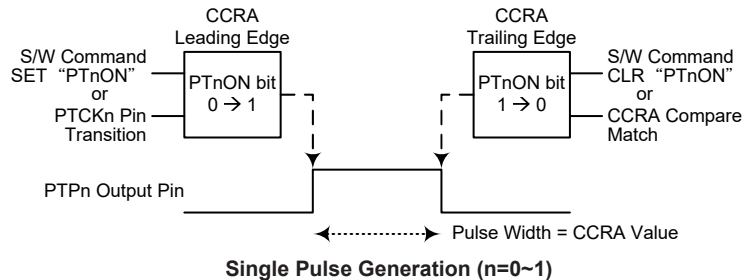 CCRA
Leading Edge
S/W Command
SET “PTnON”
or
PTCKn Pin
Transition
PTnON bit
0 → 1
CCRA
Trailing Edge
PTnON bit
1 → 0
S/W Command
CLR “PTnON”
or
CCRA Compare
Match
PTPn Output Pin
Pulse Width = CCRA Value
Single Pulse Generation (n=0~1)